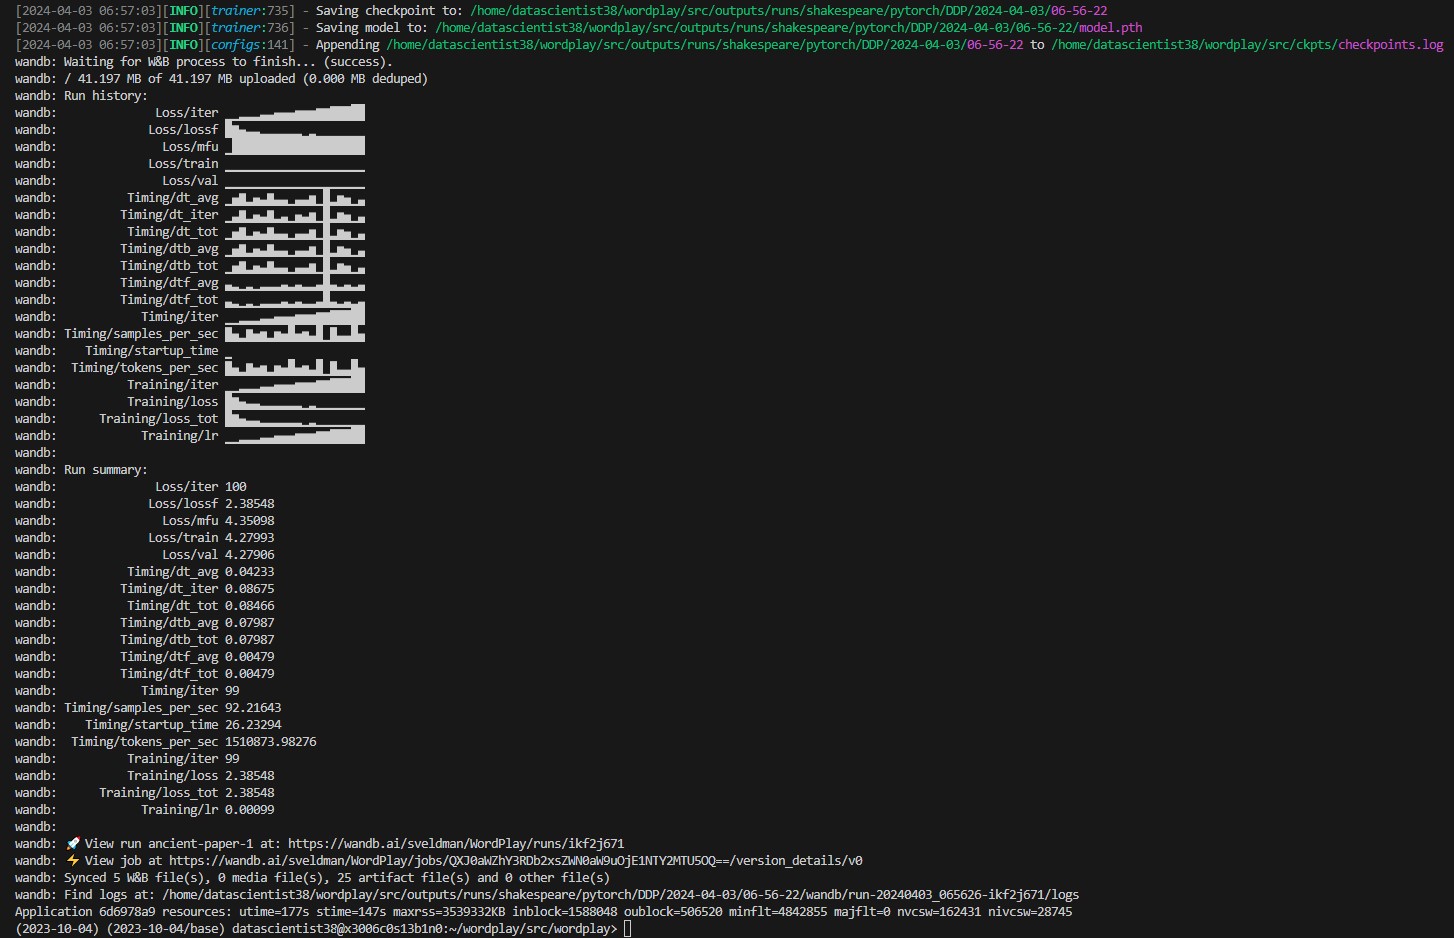 [2024-04-03 06:57:03][INFO][trainer:735] - Saving checkpoint to: /home/datascientist38/wordplay/src/outputs/runs/shakespeare/pytorch/DDP/2024-04-03/06-56-22
[2024-04-03 06:57:03][INFO][trainer:736] - Saving model to: /home/datascientist38/wordplay/src/outputs/runs/shakespeare/pytorch/DDP/2024-04-03/06-56-22/model.pth
[2024-04-03 06:57:03][INFO][configs:141] - Appending /home/datascientist38/wordplay/src/outputs/runs/shakespeare/pytorch/DDP/2024-04-03/06-56-22 to /home/datascientist38/wordplay/src/ckpts/checkpoints.log
wandb: Waiting for W&B process to finish... (success).
wandb: / 41.197 MB of 41.197 MB uploaded (0.000 MB deduped)
wandb: Run history:
wandb: Loss/iter
wandb: Loss/lossf
wandb: Loss/mfu
wandb: Loss/train
wandb: Loss/val
wandb: Timing/dt_avg
wandb: Timing/dt_iter
wandb: Timing/dt_tot
wandb: Timing/dtb_avg
wandb: Timing/dtb_tot
wandb: Timing/dtf_avg
wandb: Timing/dtf_tot
wandb: Timing/iter
wandb: Timing/samples_per_sec
wandb: Timing/startup_time
wandb: Timing/tokens_per_sec
wandb: Training/iter
wandb: Training/loss
wandb: Training/loss_tot
wandb: Training/lr
wandb:
wandb: Run summary:
wandb: Loss/iter 100
wandb: Loss/lossf 2.38548
wandb: Loss/mfu 4.35098
wandb: Loss/train 4.27993
wandb: Loss/val 4.27906
wandb: Timing/dt_avg 0.04233
wandb: Timing/dt_iter 0.08675
wandb: Timing/dt_tot 0.08466
wandb: Timing/dtb_avg 0.07987
wandb: Timing/dtb_tot 0.07987
wandb: Timing/dtf_avg 0.00479
wandb: Timing/dtf_tot 0.00479
wandb: Timing/iter 99
wandb: Timing/samples_per_sec 92.21643
wandb: Timing/startup_time 26.23294
wandb: Timing/tokens_per_sec 1510873.98276
wandb: Training/iter 99
wandb: Training/loss 2.38548
wandb: Training/loss_tot 2.38548
wandb: Training/lr 0.00099
wandb:
wandb: 🚀 View run ancient-paper-1 at: https://wandb.ai/sveldman/WordPlay/runs/ikf2j671
wandb: ⚡ View job at https://wandb.ai/sveldman/WordPlay/jobs/QXJ0aWZhY3RDb2xsZWN0aW9uOjE1NTY2MTU5OQ==/version_details/v0
wandb: Synced 5 W&B file(s), 0 media file(s), 25 artifact file(s) and 0 other file(s)
wandb: Find logs at: /home/datascientist38/wordplay/src/outputs/runs/shakespeare/pytorch/DDP/2024-04-03/06-56-22/wandb/run-20240403_065626-ikf2j671/logs
Application 6d6978a9 resources: utime=177s stime=147s maxrss=3539332KB inblock=1588048 oublock=506520 minflt=4842855 majflt=0 nvcsw=162431 nivcsw=28745
(2023-10-04) (2023-10-04/base) datascientist38@x3006c0s13b1n0:~/wordplay/src/wordplay>